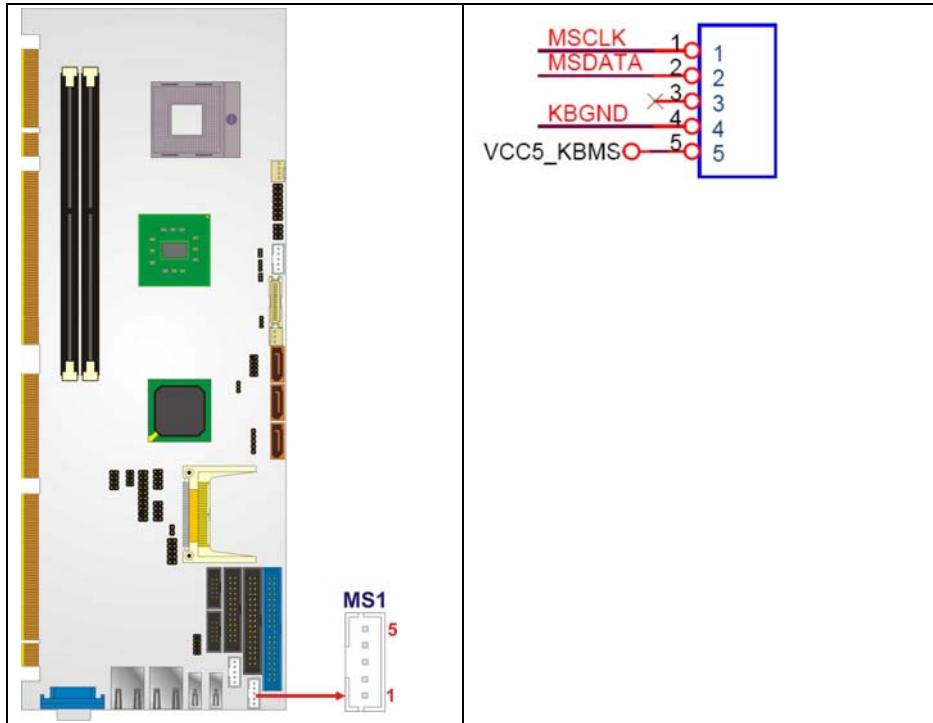 MSCLK 1 1
MSDATA 2 2
3 3
KBGND 4 4
VCC5_KBMS 5 5
MS1
5
1